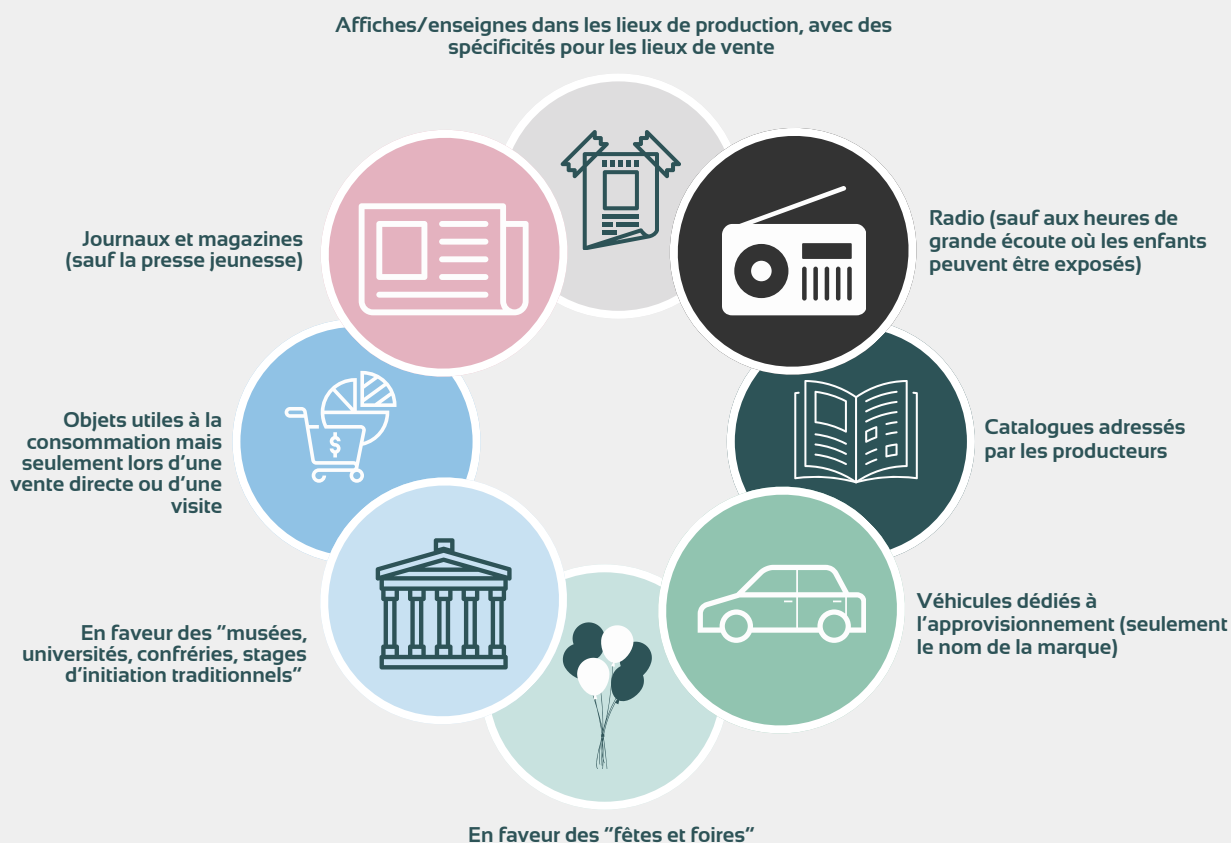 Affiches/enseignes dans les lieux de production, avec des
spécificités pour les lieux de vente
Radio (sauf aux heures de
grande écoute où les enfants
peuvent être exposés)
Journaux et magazines
(sauf la presse jeunesse)
Catalogues adressés
par les producteurs
Objets utiles à la
consommation mais
seulement lors d’une
vente directe ou d’une
visite
$
Véhicules dédiés à
l’approvisionnement (seulement
le nom de la marque)
En faveur des “musées,
universités, confréries, stages
d’initiation traditionnels”
En faveur des “fêtes et foires”